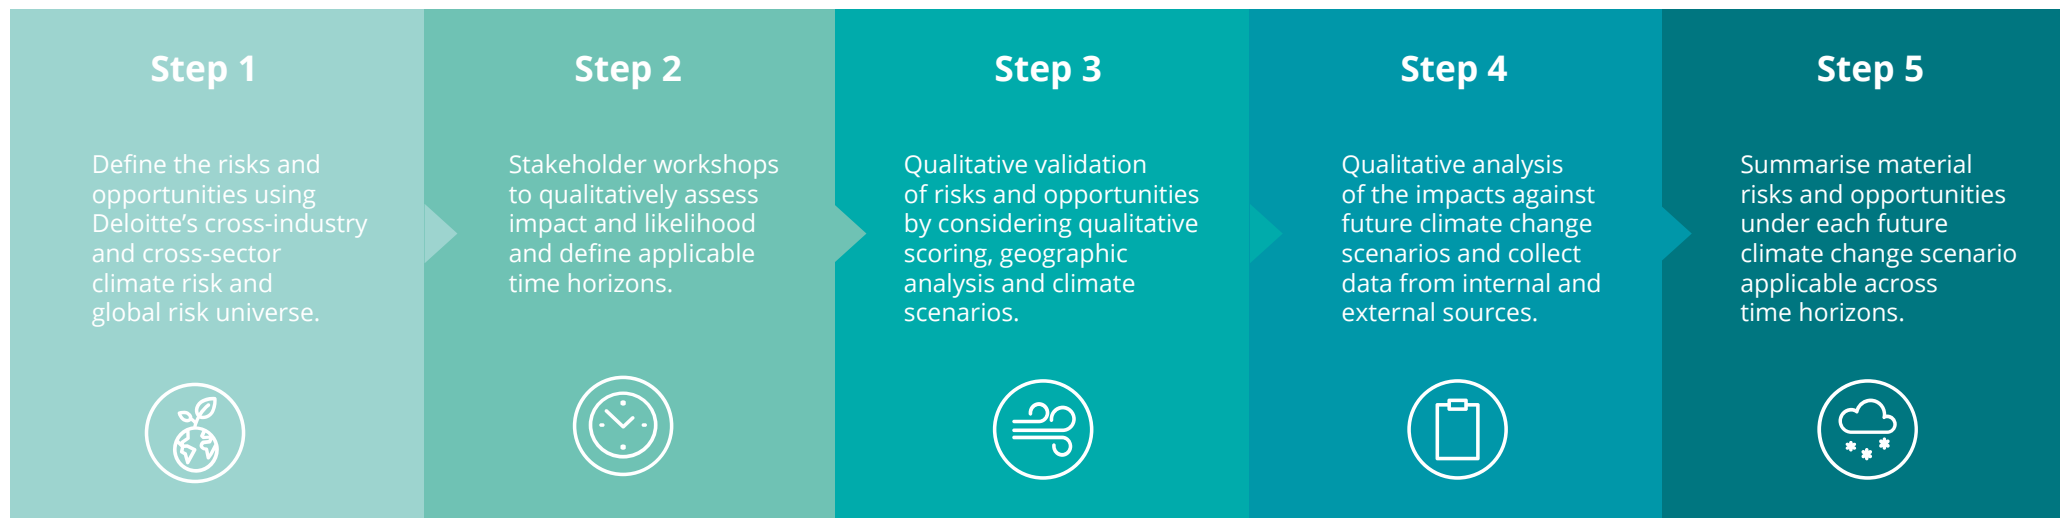 Step 1
Define the risks and
opportunities using
Deloitte’s cross-industry
and cross-sector
climate risk and
global risk universe.
Step 2
Stakeholder workshops
to qualitatively assess
impact and likelihood
and define applicable
time horizons.
Step 3
Qualitative validation
of risks and opportunities
by considering qualitative
scoring, geographic
analysis and climate
scenarios.
Step 4
Qualitative analysis
of the impacts against
future climate change
scenarios and collect
data from internal and
external sources.
Step 5
Summarise material
risks and opportunities
under each future
climate change scenario
applicable across
time horizons.